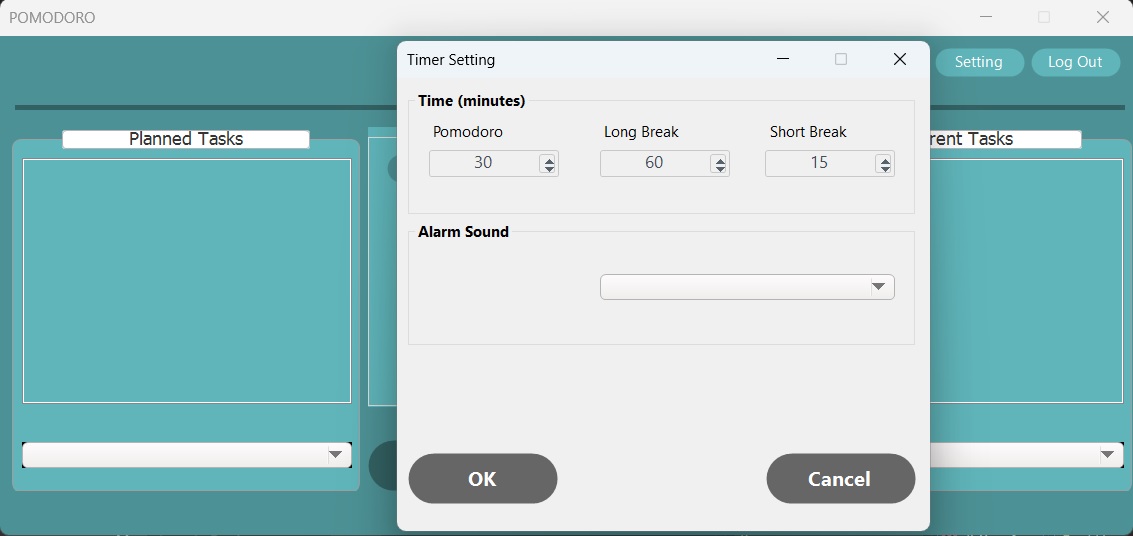 POMODORO
Timer Setting
Setting
Log Out
Time (minutes)
Pomodoro
Long Break
Short Break
30
60
15
Planned Tasks
rent Tasks
Alarm Sound
OK
Cancel